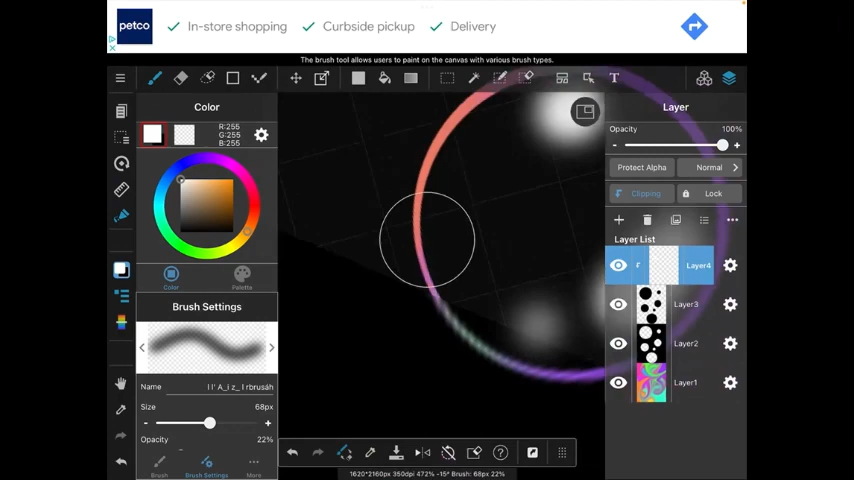 petco
In-store shopping
Curbside pickup
Delivery
The brush tool allows users to paint on the canvas with various brush types.
T
Color
R:255
G:255
B:255
Color
Palette
Brush Settings
Name
Size
68px
Opacity
22%
Brush
Brush Settings
More
1620*2160px 350dpi 472% -15° Brush: 68px 22%
Layer
Opacity
100%
Protect Alpha
Normal
Clipping
Lock
Layer List
Layer4
Layer3
Layer2
Layer1